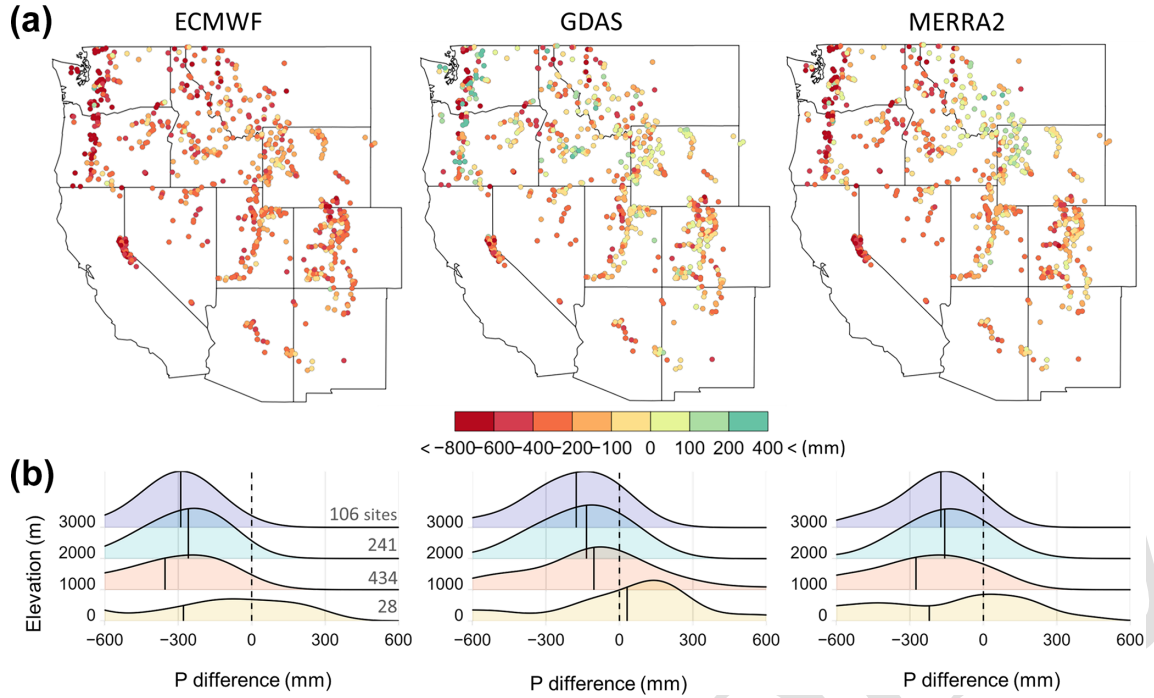 (a)
ECMWF GDAS MERRA2
< −800 −600 −400 −200 −100 0 100 200 400 < (mm)
(b)
Elevation (m)
3000 106 sites 3000 3000
2000 241 2000 2000
1000 434 1000 1000
0 28 0 0
−600 −300 0 300 600 −600 −300 0 300 600 −600 −300 0 300 600
P difference (mm) P difference (mm) P difference (mm)